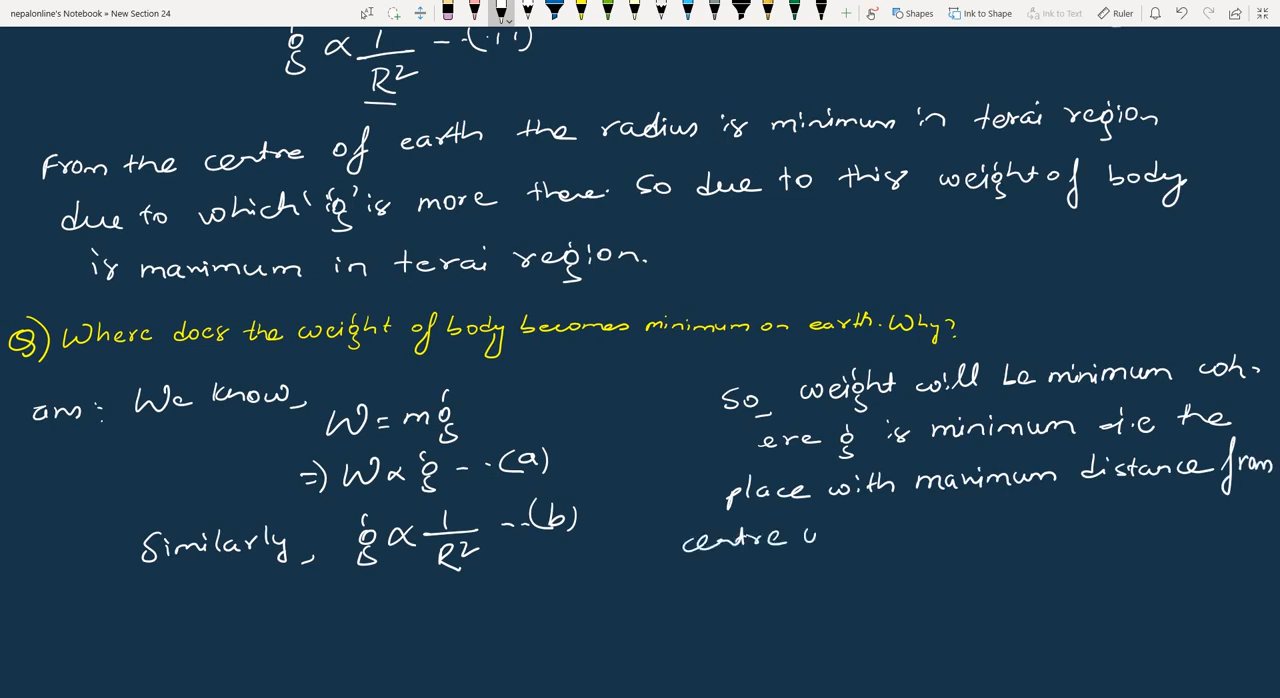 nepalonline's Notebook » New Section 24
Shapes Ink to Shape Ink to Text Ruler
g ∝ 1/R² - -(ii)
From the centre of earth the radius is minimum in terai region
due to which 'g' is more there. So due to this weight of body
is maximum in terai region.
Q) Where does the weight of body becomes minimum on earth. Why?
ans: We know,
W = mg
=> W ∝ g - - (a)
Similarly, g ∝ 1/R² - - (b)
So, weight will be minimum wh-
ere g is minimum i.e the
place with maximum distance from
centre